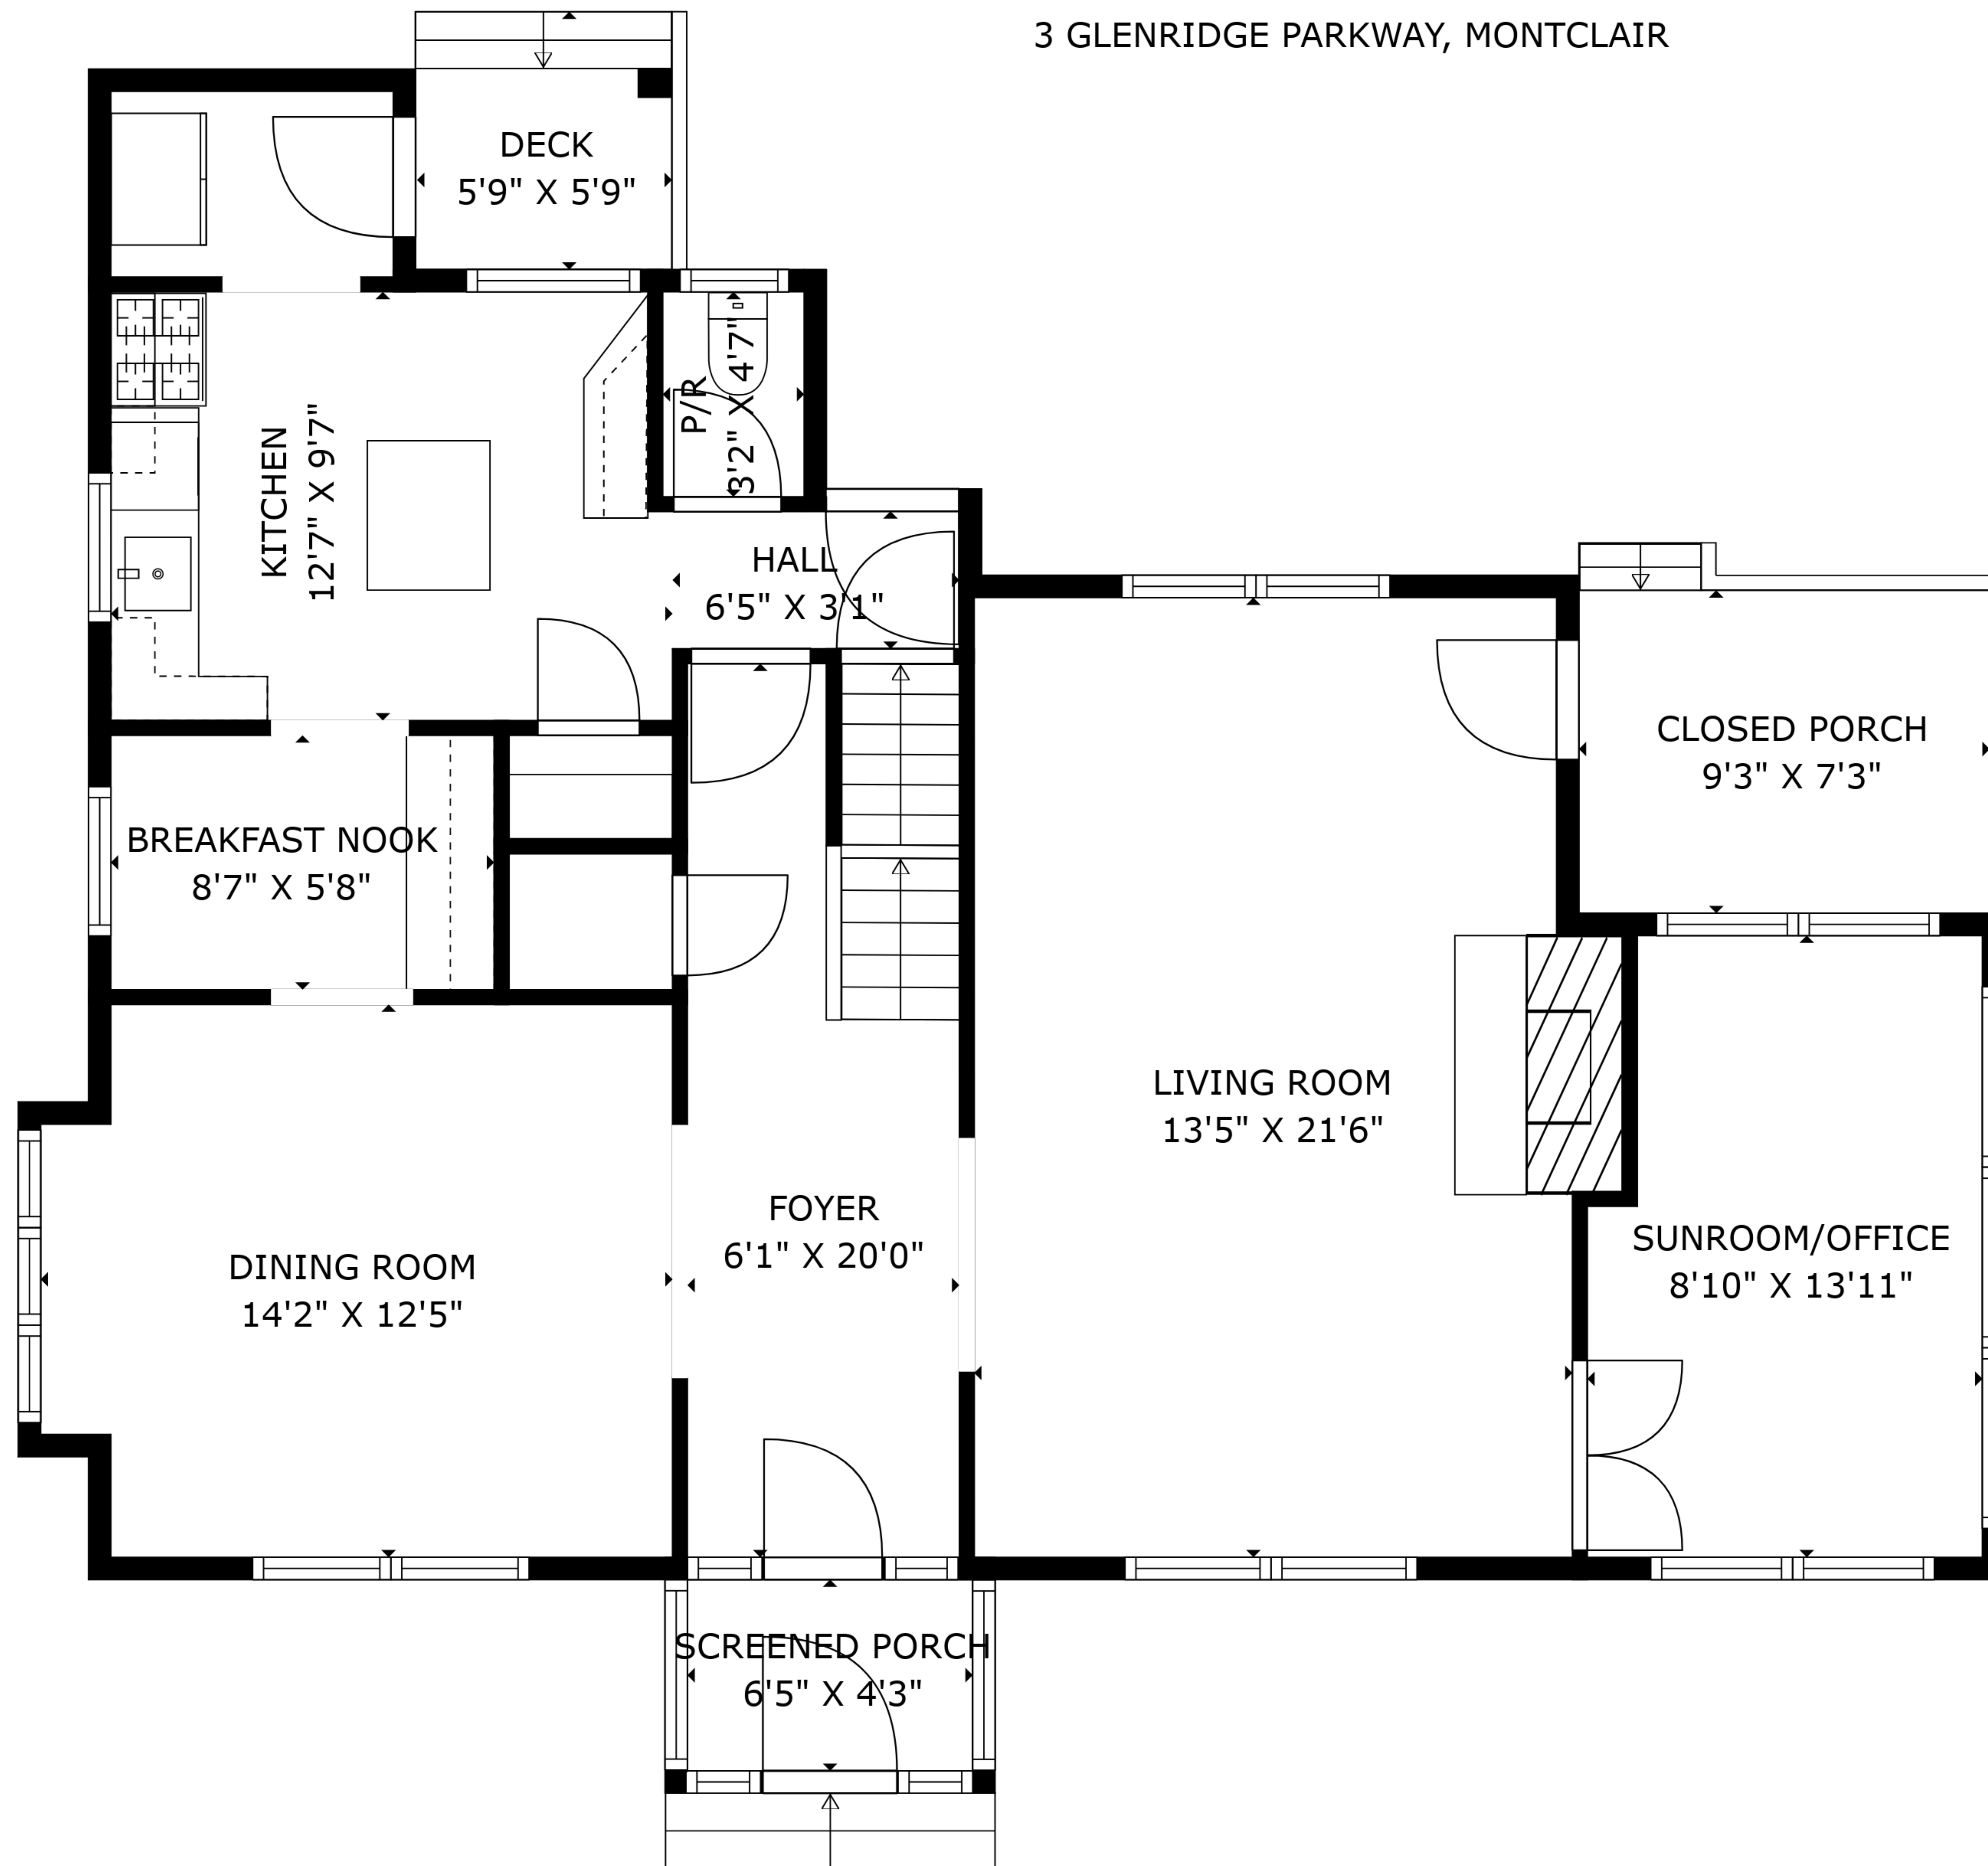 3 GLENRIDGE PARKWAY, MONTCLAIR
DECK
5'9" X 5'9"
P/R
3'2" X 4'7"
KITCHEN
12'7" X 9'7"
HALL
6'5" X 3'1"
CLOSED PORCH
9'3" X 7'3"
BREAKFAST NOOK
8'7" X 5'8"
LIVING ROOM
13'5" X 21'6"
FOYER
6'1" X 20'0"
SUNROOM/OFFICE
8'10" X 13'11"
DINING ROOM
14'2" X 12'5"
SCREENED PORCH
6'5" X 4'3"